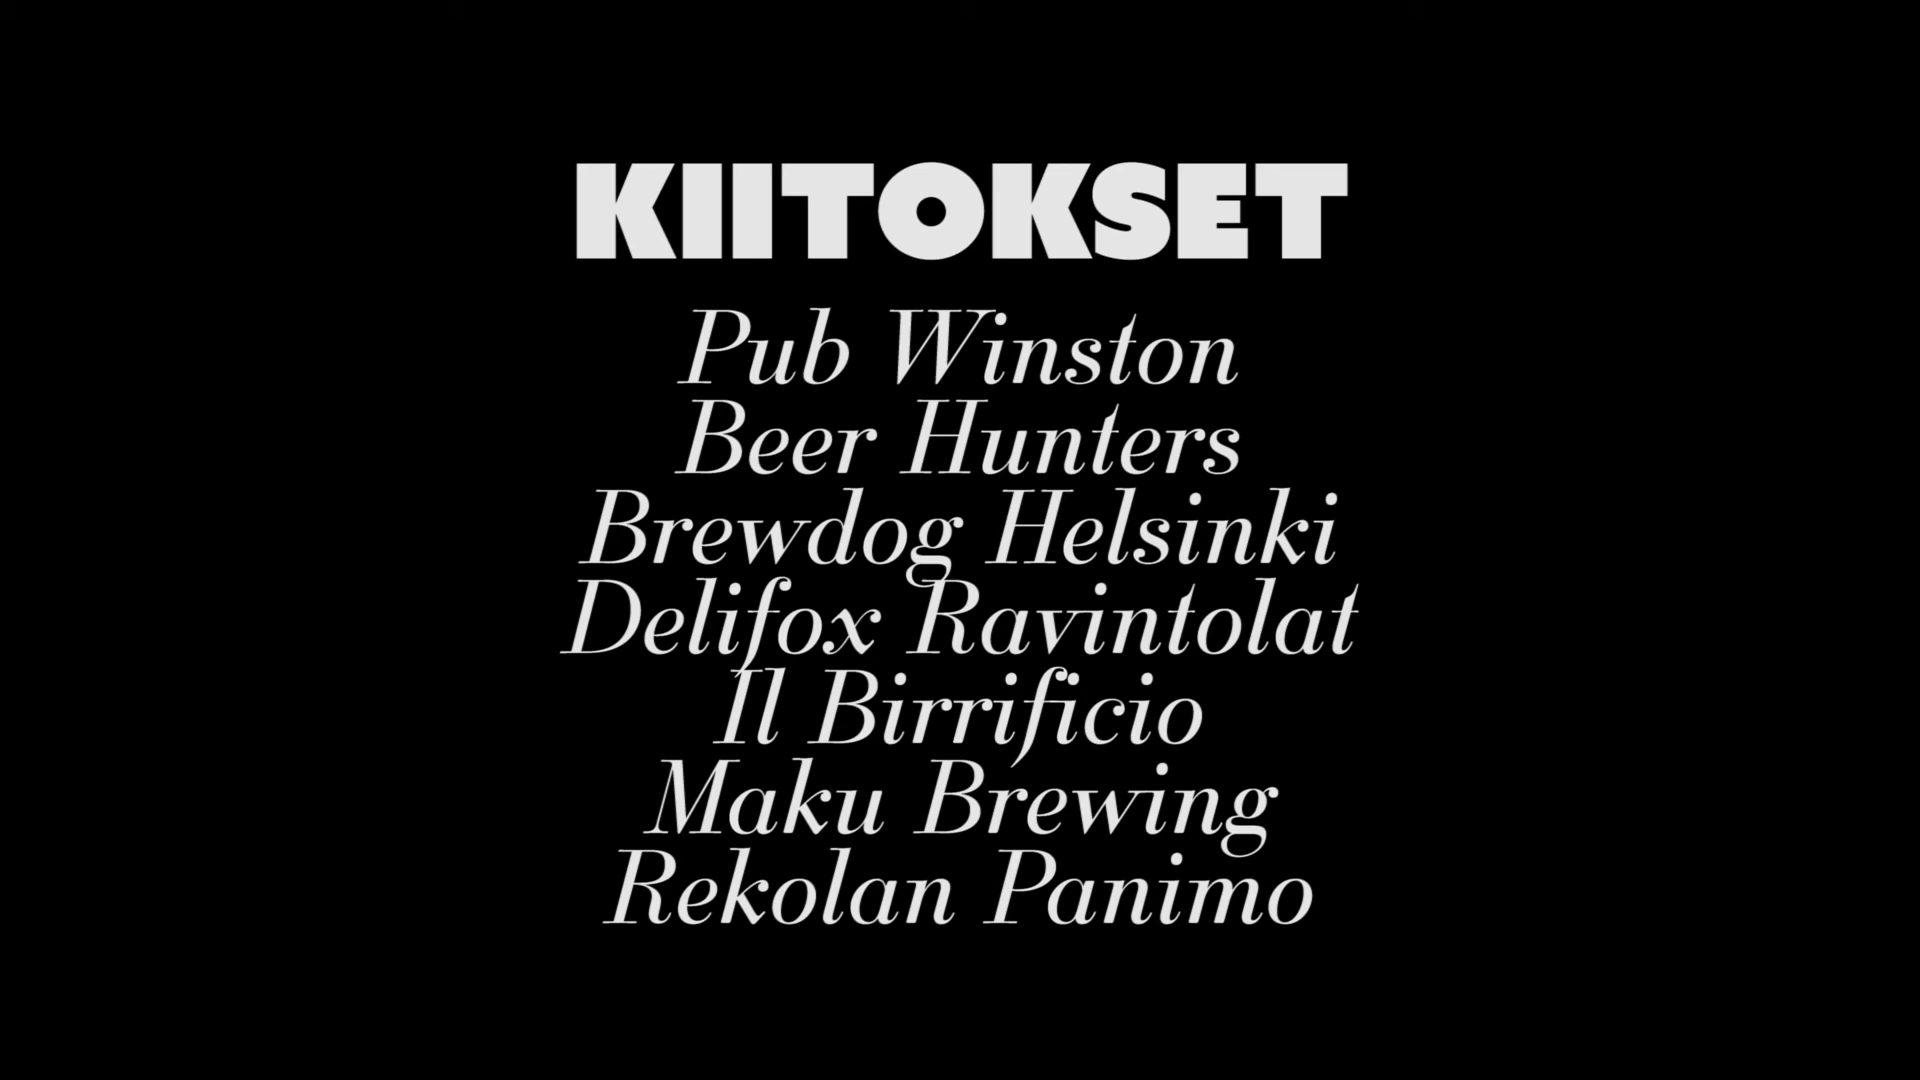 KIITOKSET
Pub Winston
Beer Hunters
Brewdog Helsinki
Delifox Ravintolat
Il Birrificio
Maku Brewing
Rekolan Panimo